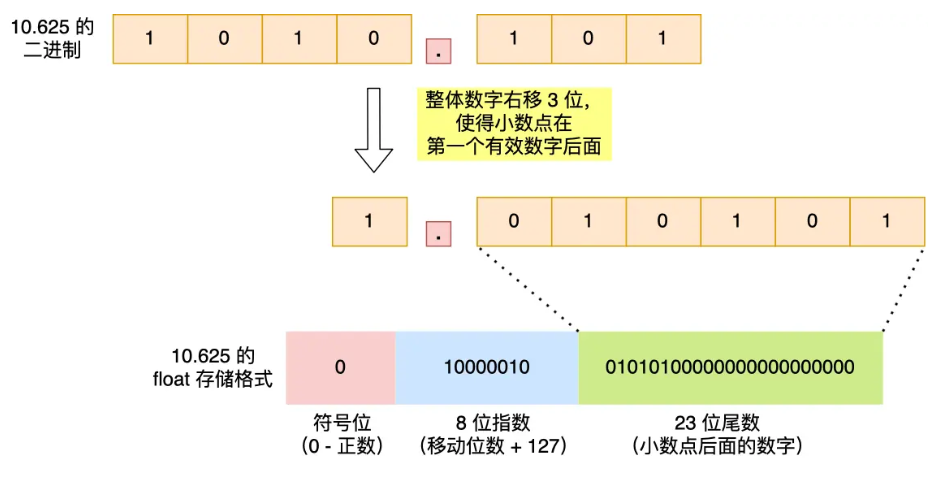 10.625 的
二进制
1 0 1 0 . 1 0 1
整体数字右移 3 位,
使得小数点在
第一个有效数字后面
1 . 0 1 0 1 0 1
10.625 的
float 存储格式
0 10000010 01010100000000000000000
符号位 8 位指数 23 位尾数
（0 - 正数） （移动位数 + 127） （小数点后面的数字）